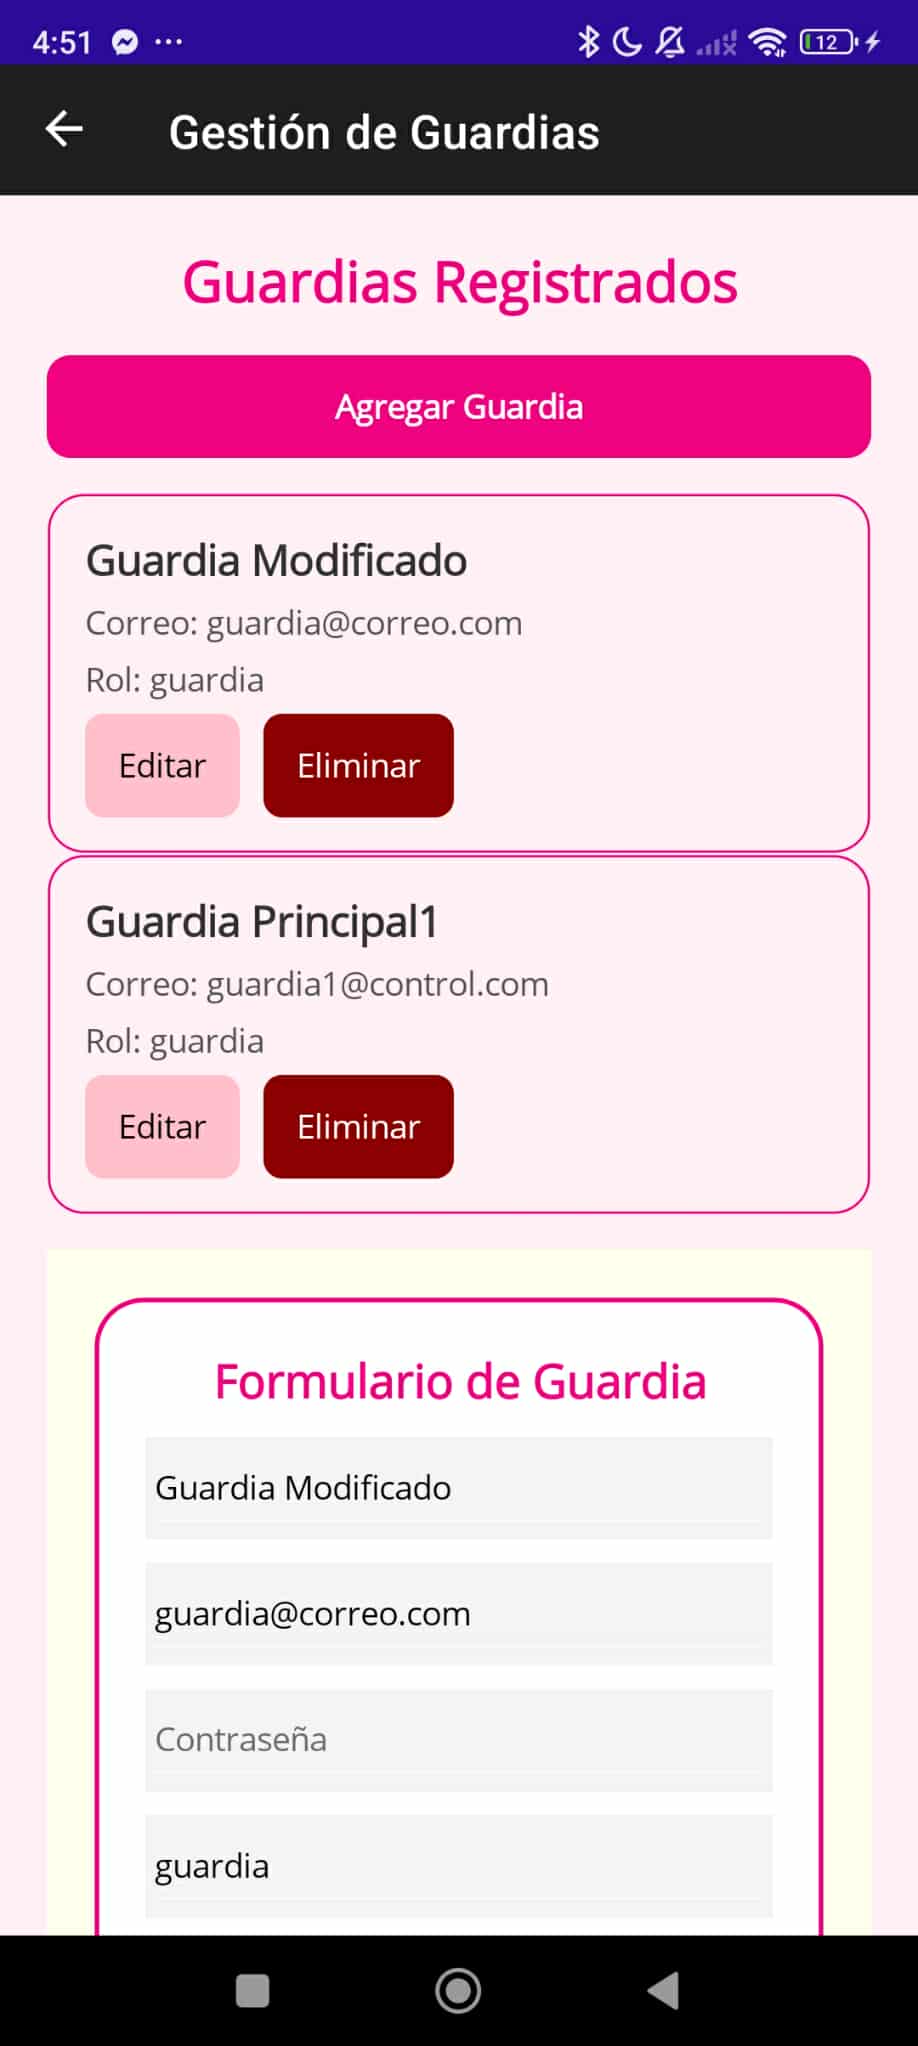 4:51
12
Gestión de Guardias
Guardias Registrados
Agregar Guardia
Guardia Modificado
Correo: guardia@correo.com
Rol: guardia
Editar Eliminar
Guardia Principal1
Correo: guardia1@control.com
Rol: guardia
Editar Eliminar
Formulario de Guardia
Guardia Modificado
guardia@correo.com
Contraseña
guardia